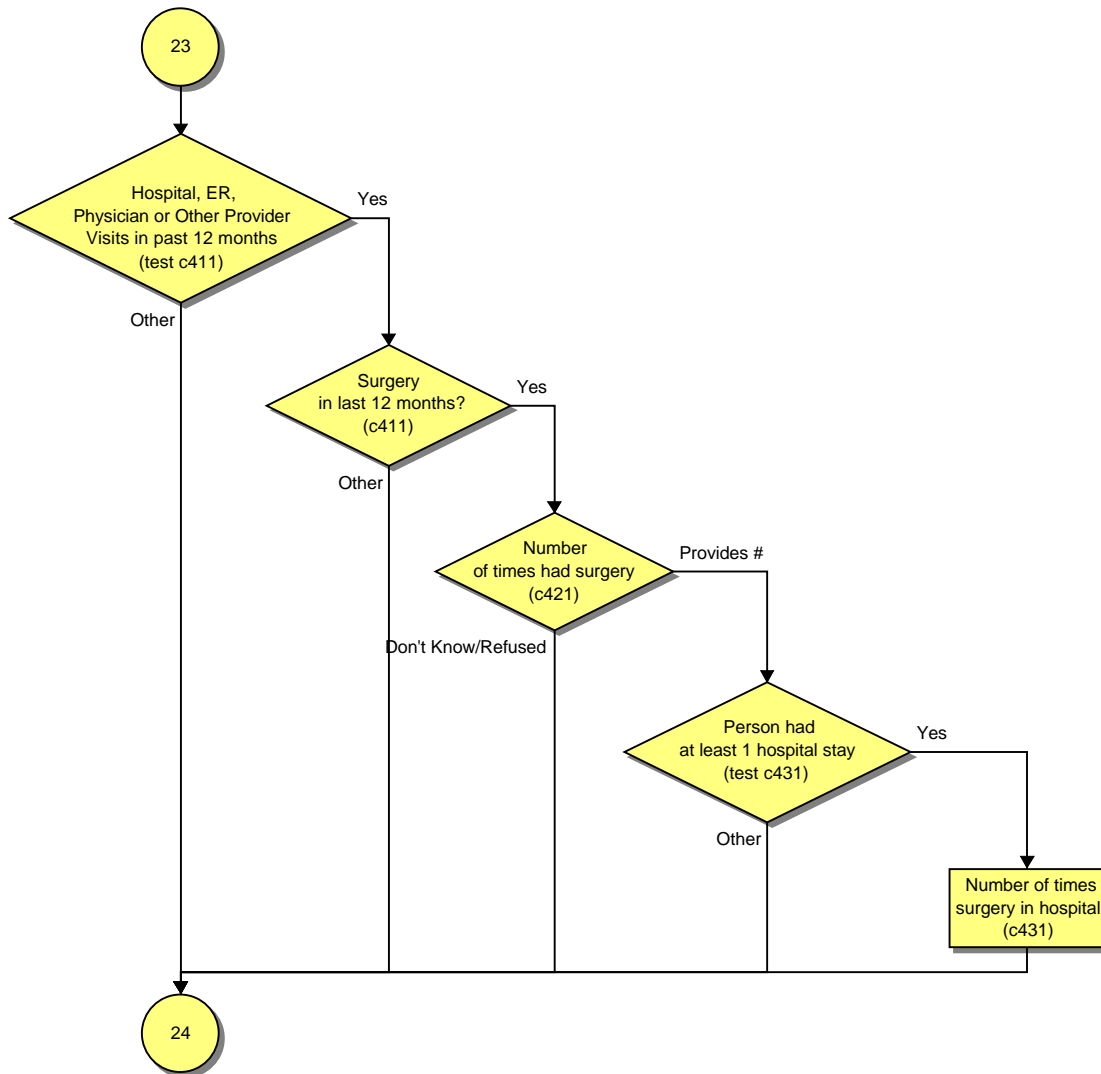 23
Hospital, ER,
Physician or Other Provider
Visits in past 12 months
(test c411)
Yes
Other
Surgery
in last 12 months?
(c411)
Yes
Other
Number
of times had surgery
(c421)
Provides #
Don't Know/Refused
Person had
at least 1 hospital stay
(test c431)
Yes
Other
Number of times
surgery in hospital
(c431)
24